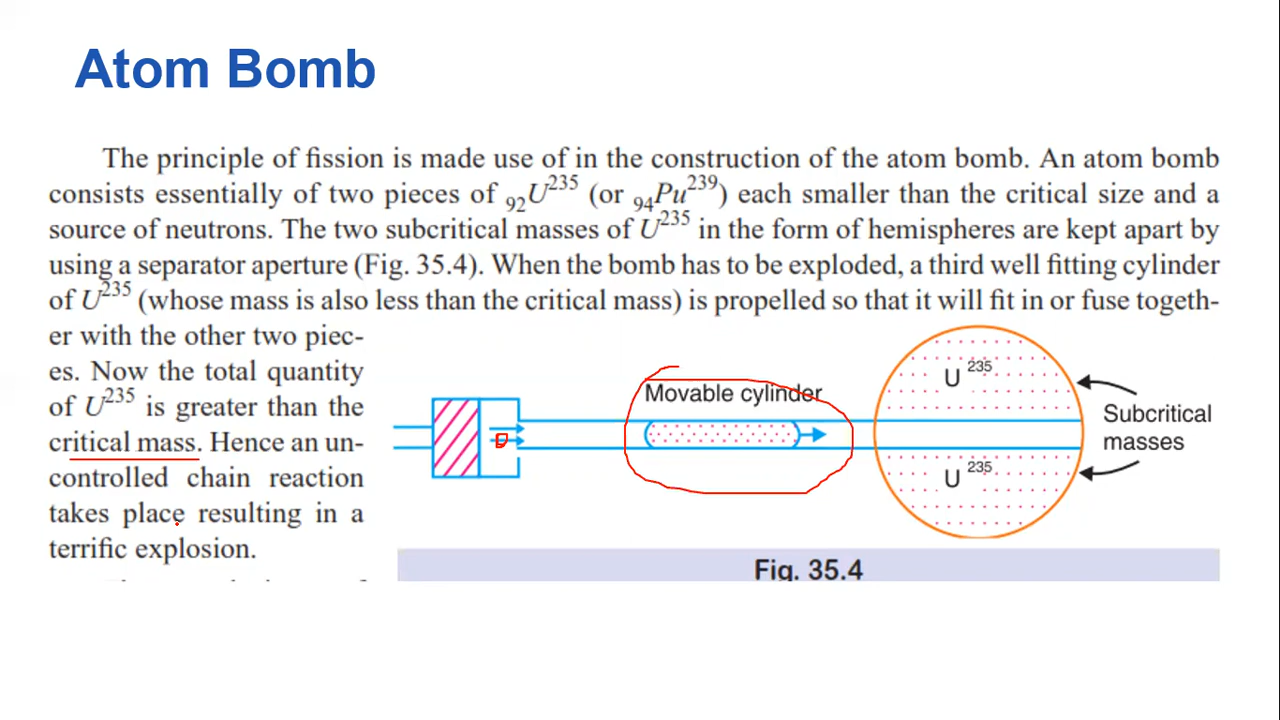 Atom Bomb
The principle of fission is made use of in the construction of the atom bomb. An atom bomb
consists essentially of two pieces of ₉₂U²³⁵ (or ₉₄Pu²³⁹) each smaller than the critical size and a
source of neutrons. The two subcritical masses of U²³⁵ in the form of hemispheres are kept apart by
using a separator aperture (Fig. 35.4). When the bomb has to be exploded, a third well fitting cylinder
of U²³⁵ (whose mass is also less than the critical mass) is propelled so that it will fit in or fuse togeth-
er with the other two piec-
es. Now the total quantity
of U²³⁵ is greater than the
critical mass. Hence an un-
controlled chain reaction
takes place resulting in a
terrific explosion.
Movable cylinder
U ²³⁵
Subcritical
masses
U ²³⁵
Fig. 35.4